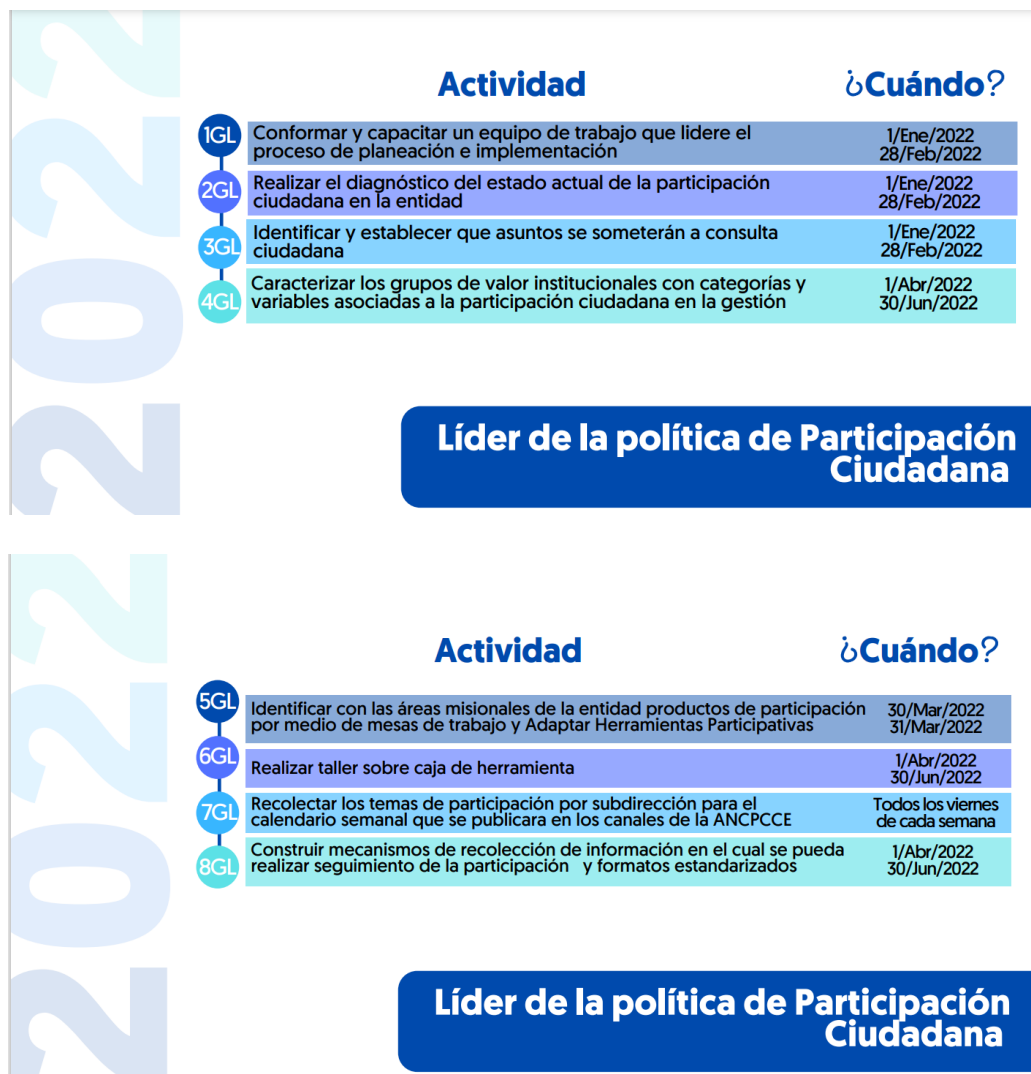 2022
Actividad
¿Cuándo?
1GL
Conformar y capacitar un equipo de trabajo que lidere el
proceso de planeación e implementación
1/Ene/2022
28/Feb/2022
2GL
Realizar el diagnóstico del estado actual de la participación
ciudadana en la entidad
1/Ene/2022
28/Feb/2022
3GL
Identificar y establecer que asuntos se someterán a consulta
ciudadana
1/Ene/2022
28/Feb/2022
4GL
Caracterizar los grupos de valor institucionales con categorías y
variables asociadas a la participación ciudadana en la gestión
1/Abr/2022
30/Jun/2022
Líder de la política de Participación
Ciudadana
2022
Actividad
¿Cuándo?
5GL
Identificar con las áreas misionales de la entidad productos de participación
por medio de mesas de trabajo y Adaptar Herramientas Participativas
30/Mar/2022
31/Mar/2022
6GL
Realizar taller sobre caja de herramienta
1/Abr/2022
30/Jun/2022
7GL
Recolectar los temas de participación por subdirección para el
calendario semanal que se publicara en los canales de la ANCPCCE
Todos los viernes
de cada semana
8GL
Construir mecanismos de recolección de información en el cual se pueda
realizar seguimiento de la participación y formatos estandarizados
1/Abr/2022
30/Jun/2022
Líder de la política de Participación
Ciudadana